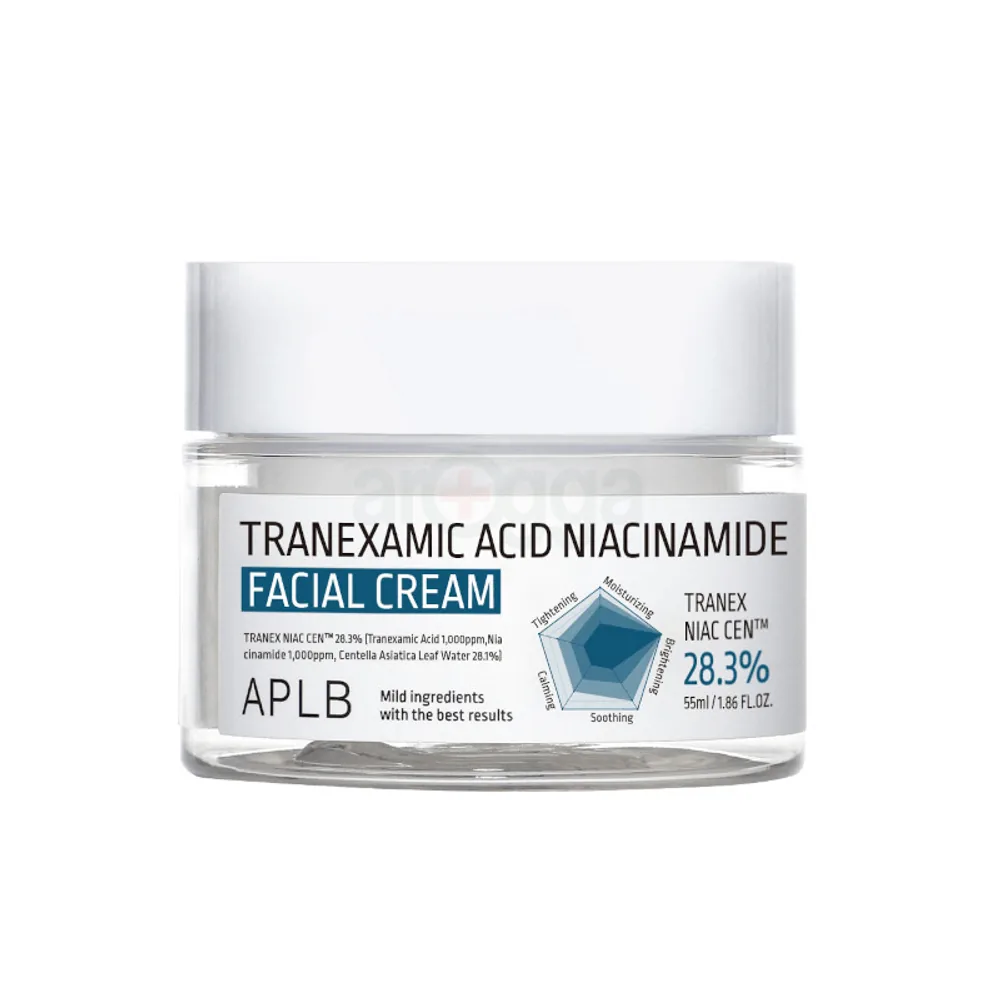 arogga
TRANEXAMIC ACID NIACINAMIDE
FACIAL CREAM
TRANEX NIAC CEN™ 28.3% (Tranexamic Acid 1,000ppm,Nia
cinamide 1,000ppm, Centella Asiatica Leaf Water 28.1%)
APLB
Mild ingredients
with the best results
Tightening
Moisturizing
Brightening
Calming
Soothing
TRANEX
NIAC CEN™
28.3%
55ml/1.86 FL.OZ.